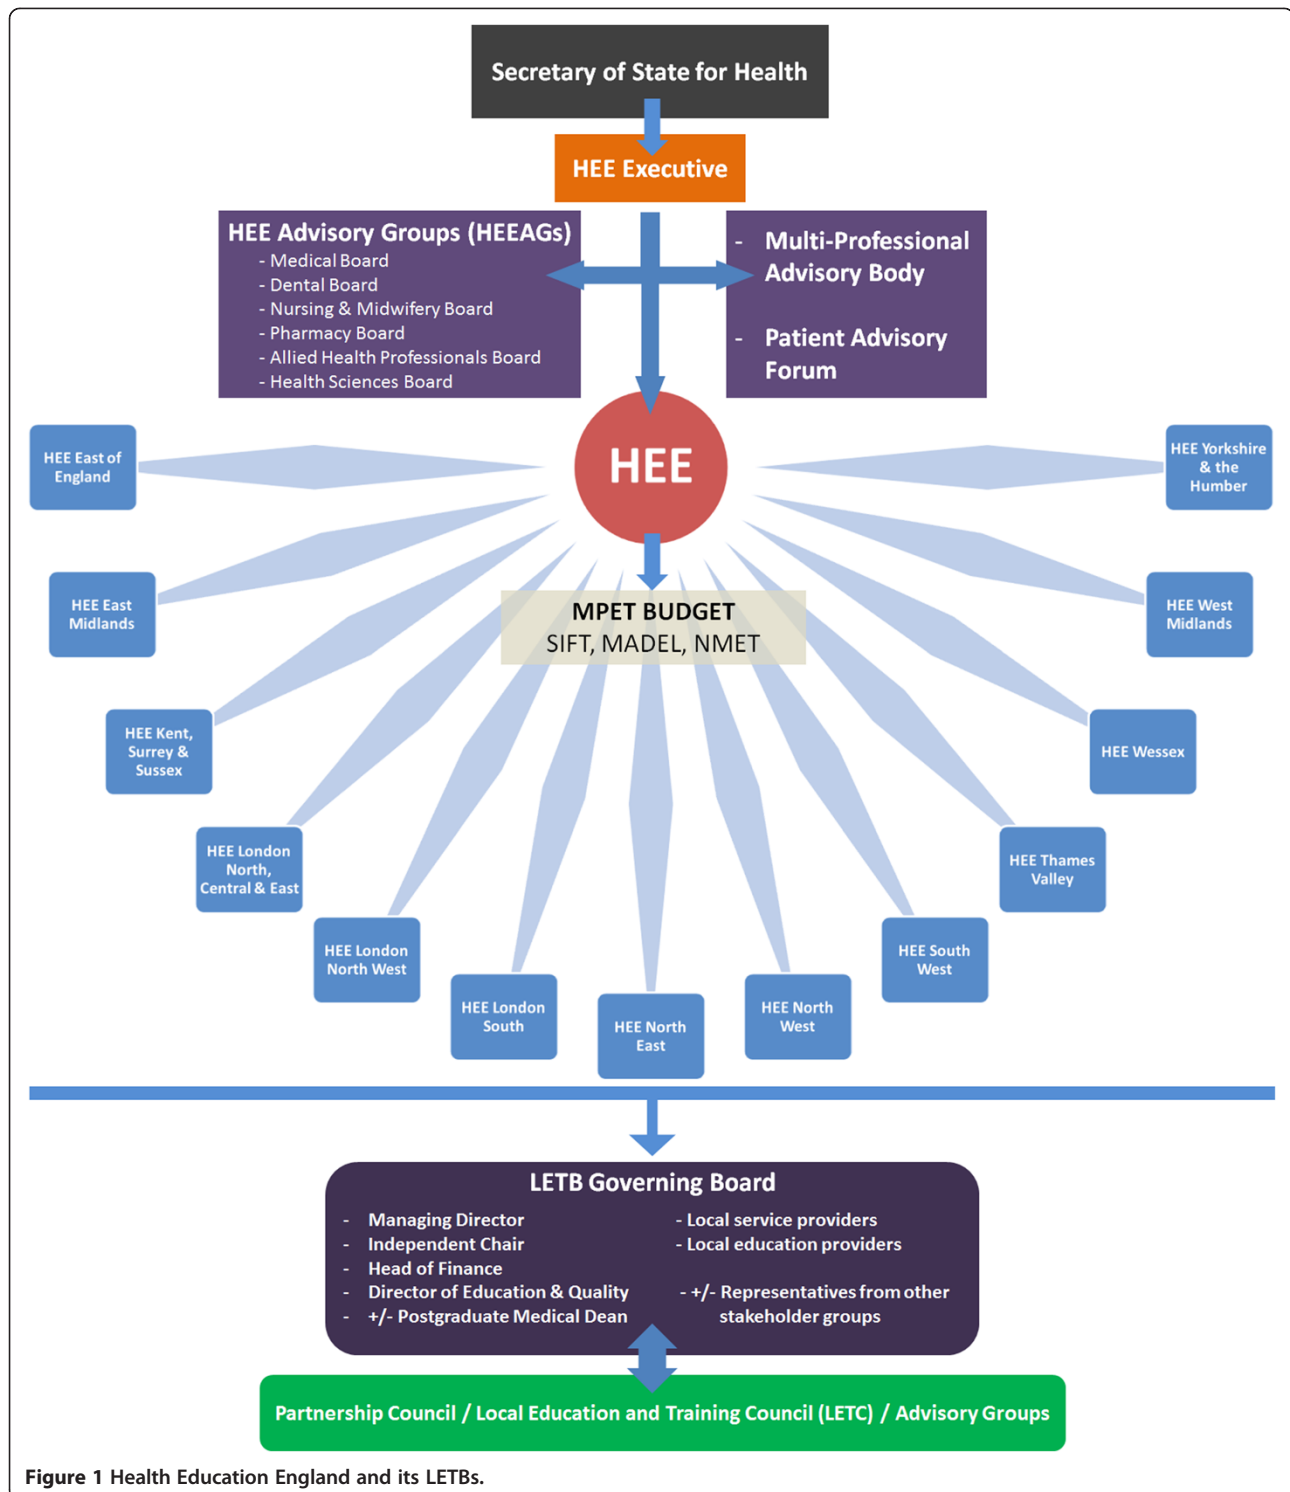 Secretary of State for Health
HEE Executive
HEE Advisory Groups (HEEAGs)
- Medical Board
- Dental Board
- Nursing & Midwifery Board
- Pharmacy Board
- Allied Health Professionals Board
- Health Sciences Board
- Multi-Professional
Advisory Body
- Patient Advisory
Forum
HEE
HEE East of
England
HEE Yorkshire
& the
Humber
MPET BUDGET
SIFT, MADEL, NMET
HEE East
Midlands
HEE West
Midlands
HEE Kent,
Surrey &
Sussex
HEE Wessex
HEE London
North,
Central & East
HEE Thames
Valley
HEE London
North West
HEE South
West
HEE London
South
HEE North
East
HEE North
West
LETB Governing Board
- Managing Director
- Independent Chair
- Head of Finance
- Director of Education & Quality
- +/- Postgraduate Medical Dean
- Local service providers
- Local education providers
- +/- Representatives from other
stakeholder groups
Partnership Council / Local Education and Training Council (LETC) / Advisory Groups
Figure 1 Health Education England and its LETBs.